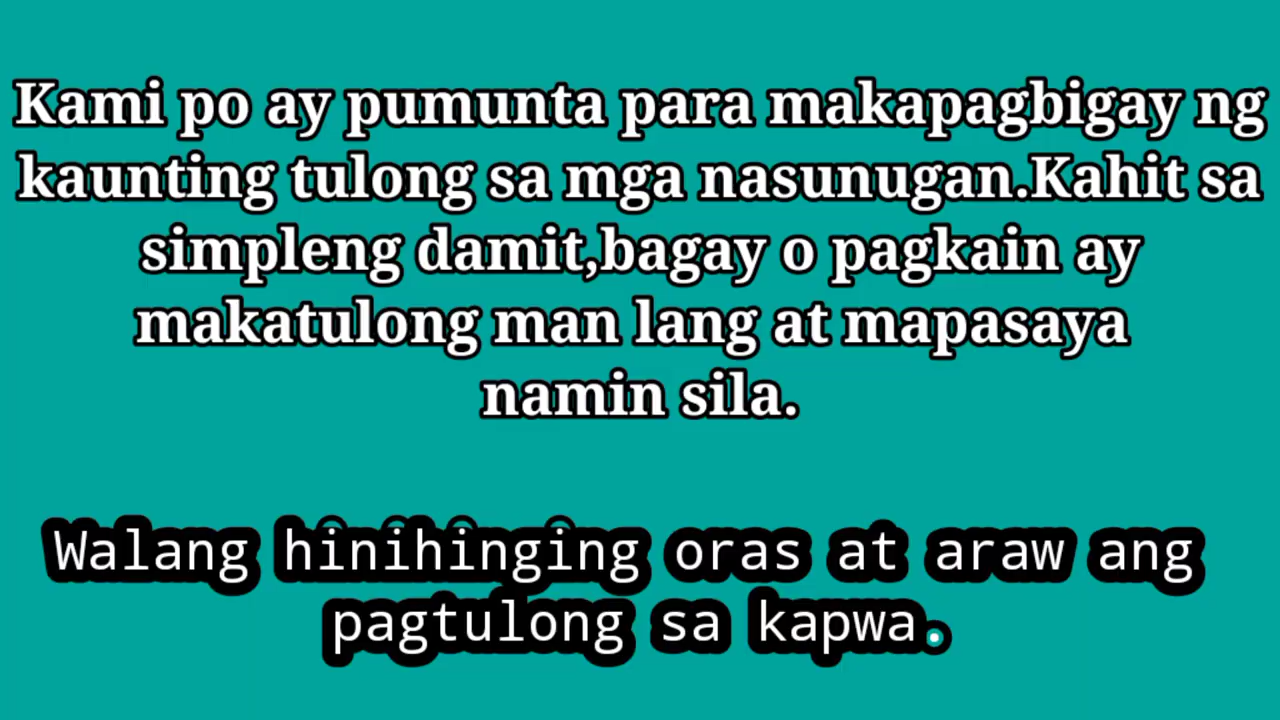 Kami po ay pumunta para makapagbigay ng
kaunting tulong sa mga nasunugan.Kahit sa
simpleng damit,bagay o pagkain ay
makatulong man lang at mapasaya
namin sila.
Walang hinihinging oras at araw ang
pagtulong sa kapwa.